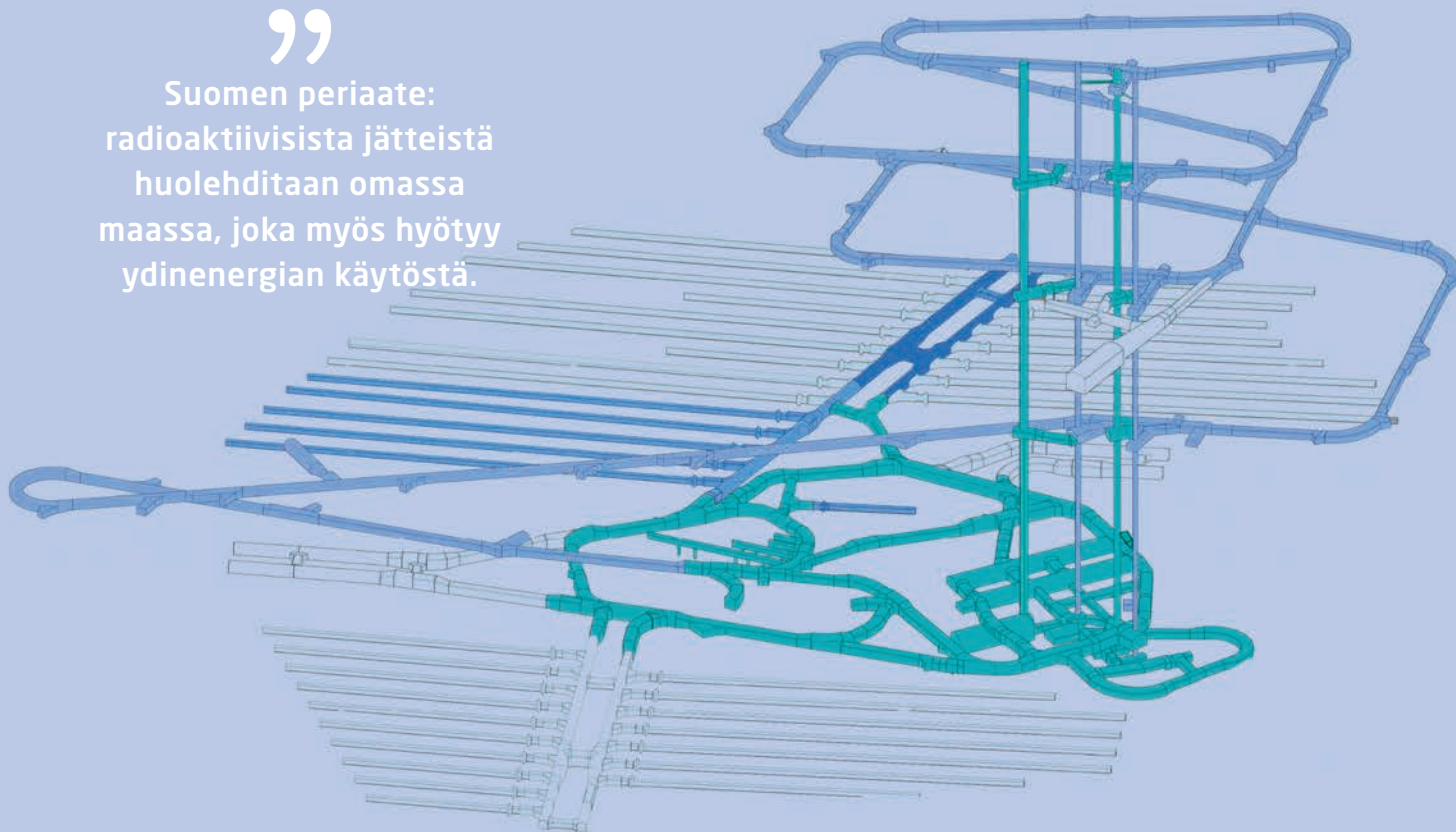 ”
Suomen periaate:
radioaktiivisista jätteistä
huolehditaan omassa
maassa, joka myös hyötyy
ydinenergian käytöstä.